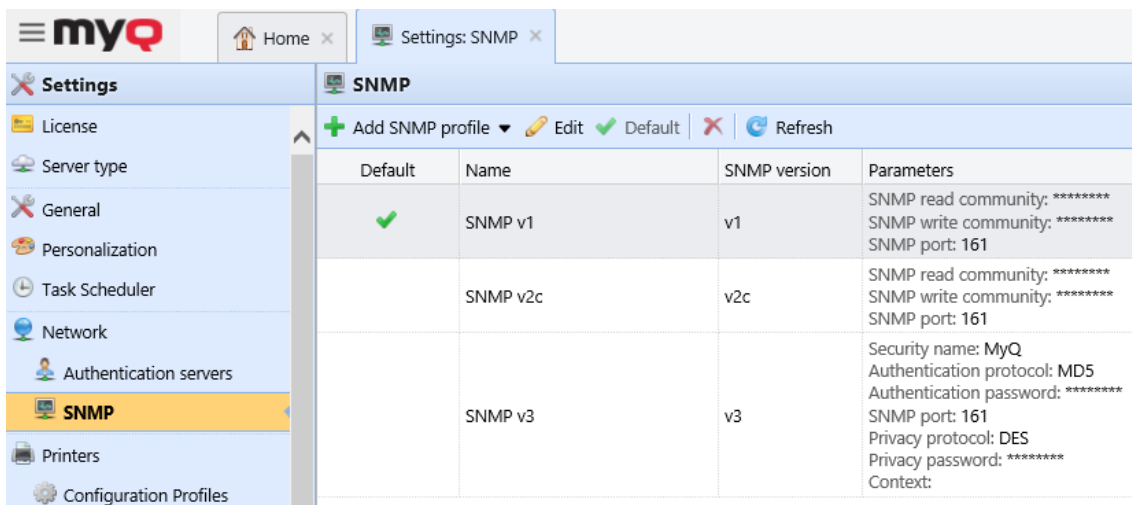 myQ
Home
Settings: SNMP
Settings
License
Server type
General
Personalization
Task Scheduler
Network
Authentication servers
SNMP
Printers
Configuration Profiles
SNMP
Add SNMP profile Edit Default Refresh
Default Name SNMP version Parameters
SNMP v1 v1
SNMP read community: ********
SNMP write community: ********
SNMP port: 161
SNMP v2c v2c
SNMP read community: ********
SNMP write community: ********
SNMP port: 161
SNMP v3 v3
Security name: MyQ
Authentication protocol: MD5
Authentication password: ********
SNMP port: 161
Privacy protocol: DES
Privacy password: ********
Context: